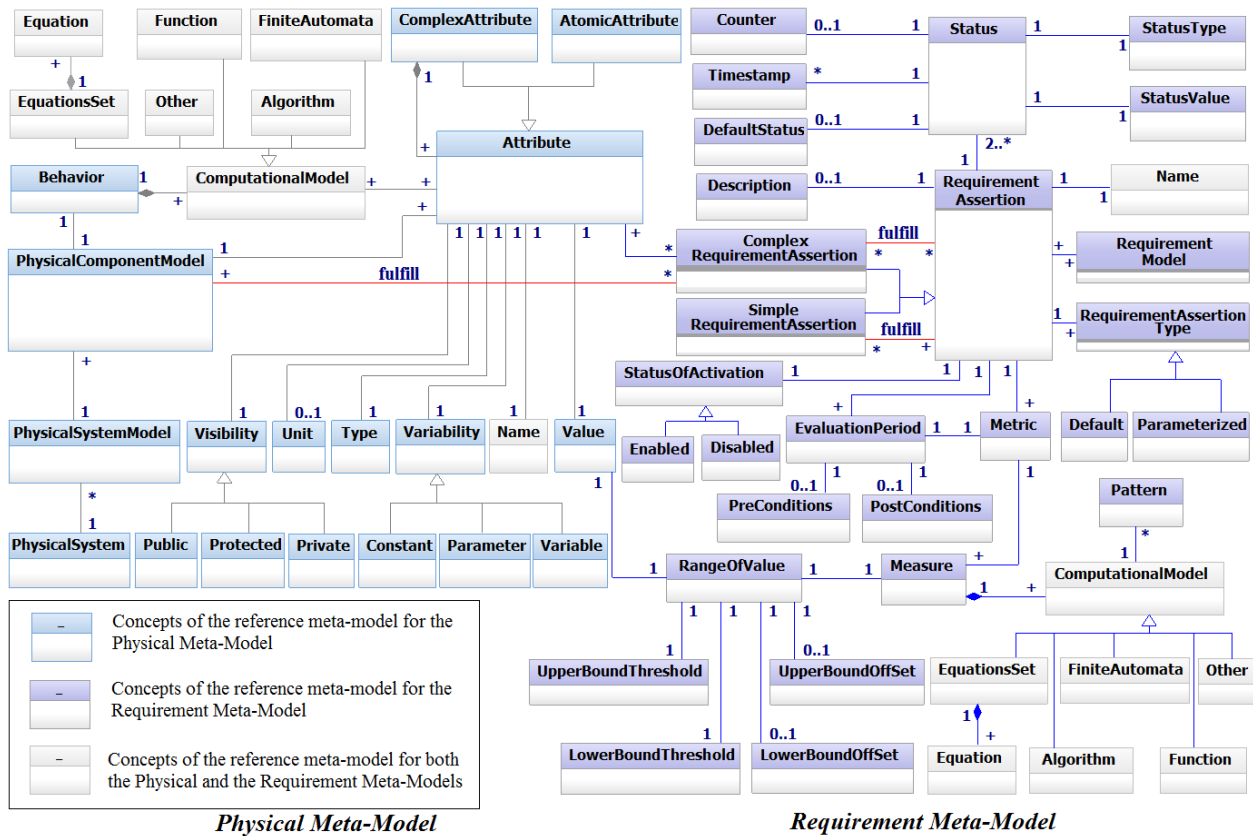 Equation
Function
FiniteAutomata
ComplexAttribute
AtomicAttribute
Counter
0..1
1
Status
1
1
StatusType
+
1
EquationsSet
Other
Algorithm
1
Timestamp
*
1
1
1
StatusValue
DefaultStatus
0..1
1
Attribute
+
2..*
1
Behavior
1
+
ComputationalModel
+
+
Description
0..1
1
Requirement
Assertion
1
1
Name
1
1
PhysicalComponentModel
1
+
1
1
1
1
1
1
+
*
Complex
RequirementAssertion
fulfill
*
*
+
+
Requirement
Model
+
fulfill
*
Simple
RequirementAssertion
fulfill
*
+
1
+
RequirementAssertion
Type
+
1
PhysicalSystemModel
1
Visibility
0..1
Unit
1
Type
1
Variability
1
Name
1
Value
1
StatusOfActivation
1
1
1
1
Enabled
Disabled
+
EvaluationPeriod
1
1
+
Metric
Default
Parameterized
*
1
PhysicalSystem
Public
Protected
Private
Constant
Parameter
Variable
0..1
1
PreConditions
0..1
1
PostConditions
1
Pattern
*
1
1
RangeOfValue
1
1
Measure
+
1
+
ComputationalModel
1
1
1
1
1
UpperBoundThreshold
0..1
UpperBoundOffSet
1
LowerBoundThreshold
0..1
LowerBoundOffSet
EquationsSet
FiniteAutomata
Other
1
+
Equation
Algorithm
Function
_
Concepts of the reference meta-model for the
Physical Meta-Model
_
Concepts of the reference meta-model for the
Requirement Meta-Model
_
Concepts of the reference meta-model for both
the Physical and the Requirement Meta-Models
Physical Meta-Model
Requirement Meta-Model